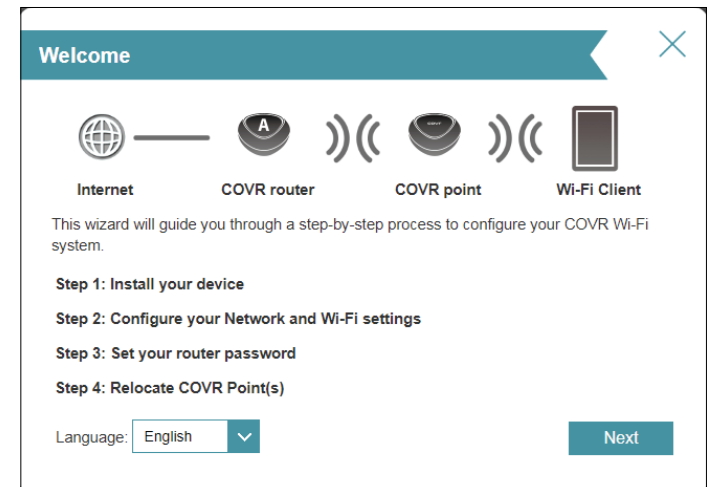 Welcome
A
Internet
COVR router
COVR point
Wi-Fi Client
This wizard will guide you through a step-by-step process to configure your COVR Wi-Fi
system.
Step 1: Install your device
Step 2: Configure your Network and Wi-Fi settings
Step 3: Set your router password
Step 4: Relocate COVR Point(s)
Language: English
Next